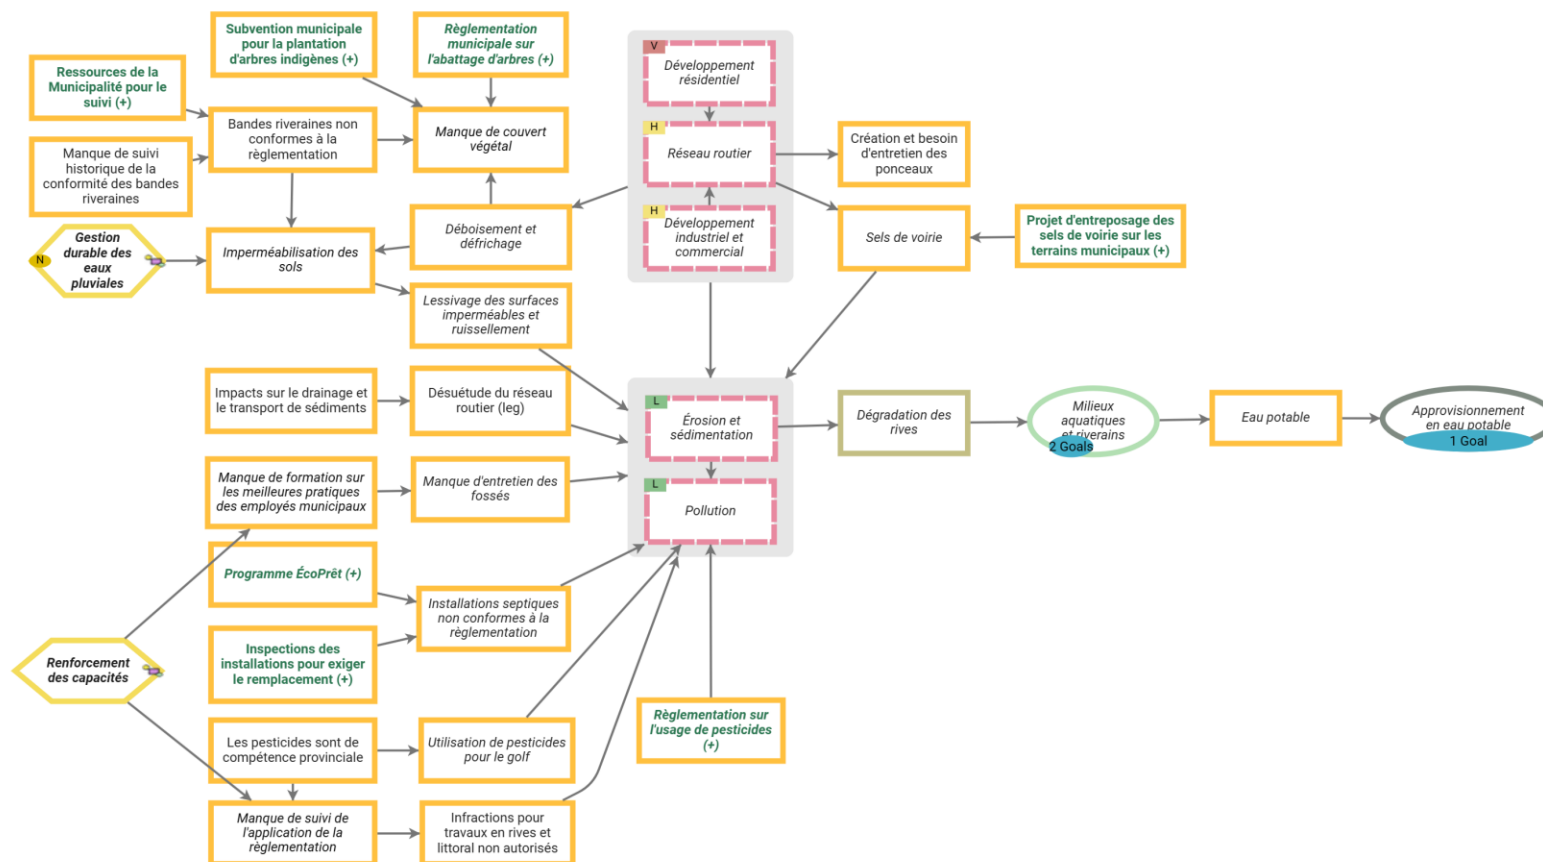 Subvention municipale
pour la plantation
d'arbres indigènes (+)
Règlementation
municipale sur
l'abattage d'arbres (+)
Ressources de la
Municipalité pour le
suivi (+)
Bandes riveraines non
conformes à la
règlementation
Manque de couvert
végétal
Manque de suivi
historique de la
conformité des bandes
riveraines
V
Développement
résidentiel
H
Réseau routier
H
Développement
industriel et
commercial
Création et besoin
d'entretien des
ponceaux
Déboisement et
défrichage
Sels de voirie
Projet d'entreposage des
sels de voirie sur les
terrains municipaux (+)
N
Gestion
durable des
eaux
pluviales
Imperméabilisation des
sols
Lessivage des surfaces
imperméables et
ruissellement
Impacts sur le drainage et
le transport de sédiments
Désuétude du réseau
routier (leg)
L
Érosion et
sédimentation
Dégradation des
rives
Milieux
aquatiques
et riverains
2 Goals
Eau potable
Approvisionnement
en eau potable
1 Goal
Manque de formation sur
les meilleures pratiques
des employés municipaux
Manque d'entretien des
fossés
L
Pollution
Programme ÉcoPrêt (+)
Installations septiques
non conformes à la
règlementation
Inspections des
installations pour exiger
le remplacement (+)
Renforcement
des capacités
Les pesticides sont de
compétence provinciale
Utilisation de pesticides
pour le golf
Règlementation sur
l'usage de pesticides
(+)
Manque de suivi de
l'application de la
règlementation
Infractions pour
travaux en rives et
littoral non autorisés